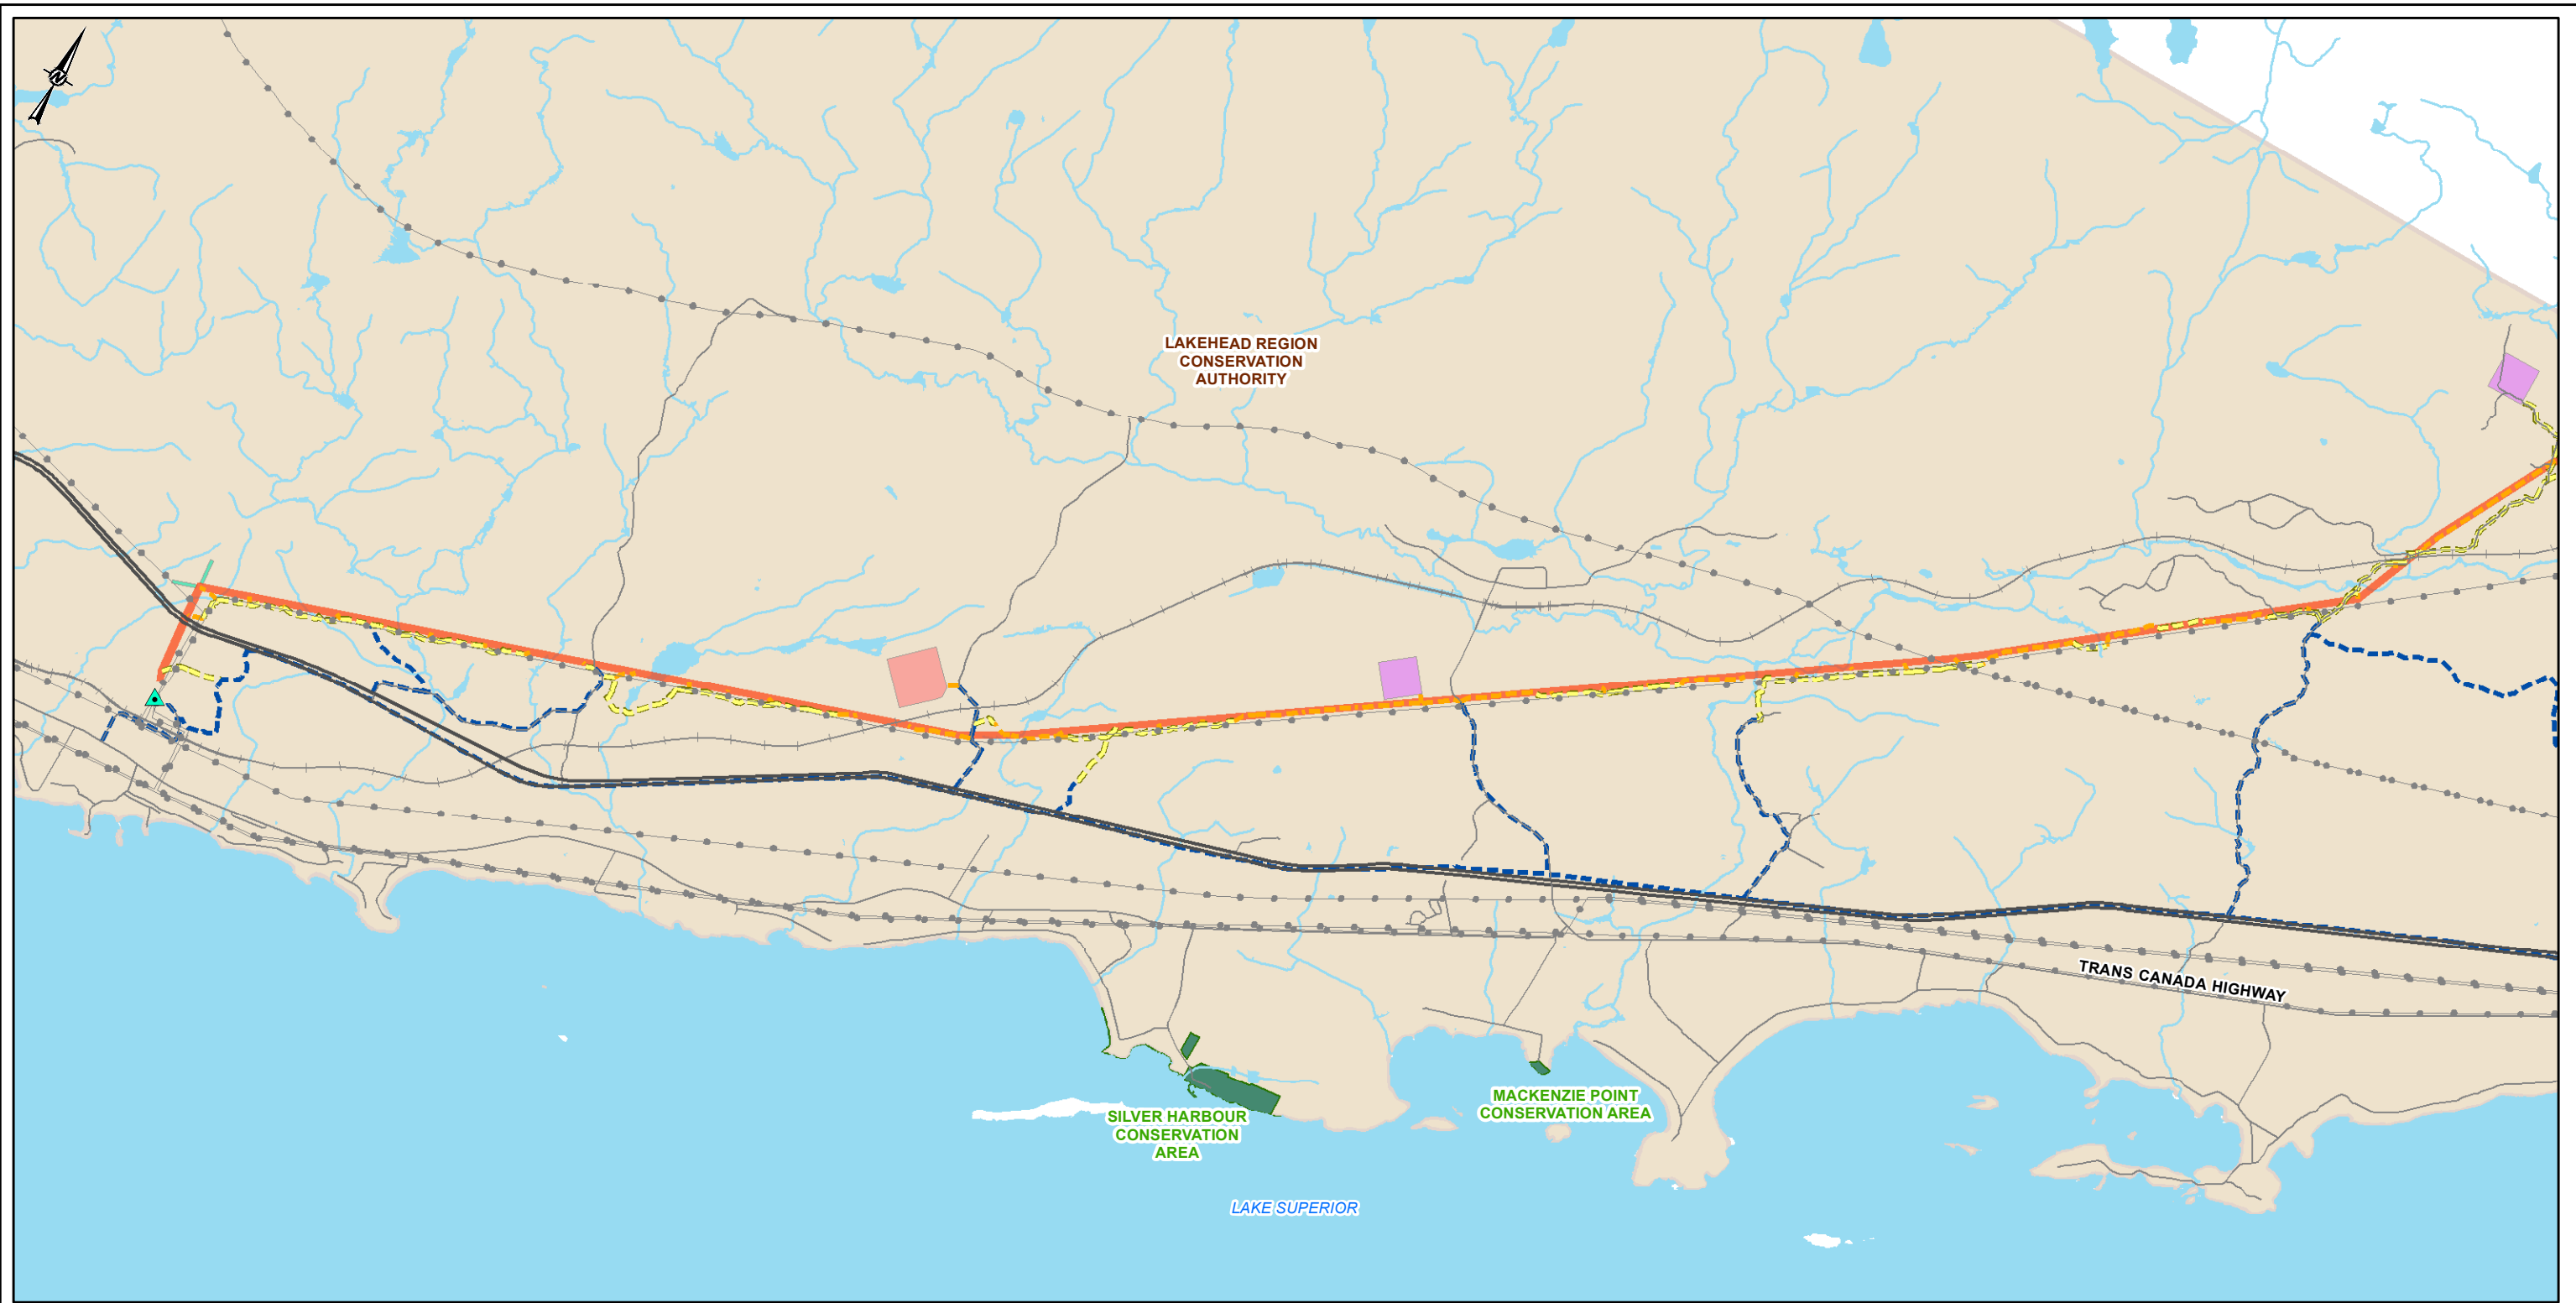 N
LAKEHEAD REGION
CONSERVATION
AUTHORITY
TRANS CANADA HIGHWAY
MACKENZIE POINT
CONSERVATION AREA
SILVER HARBOUR
CONSERVATION
AREA
LAKE SUPERIOR